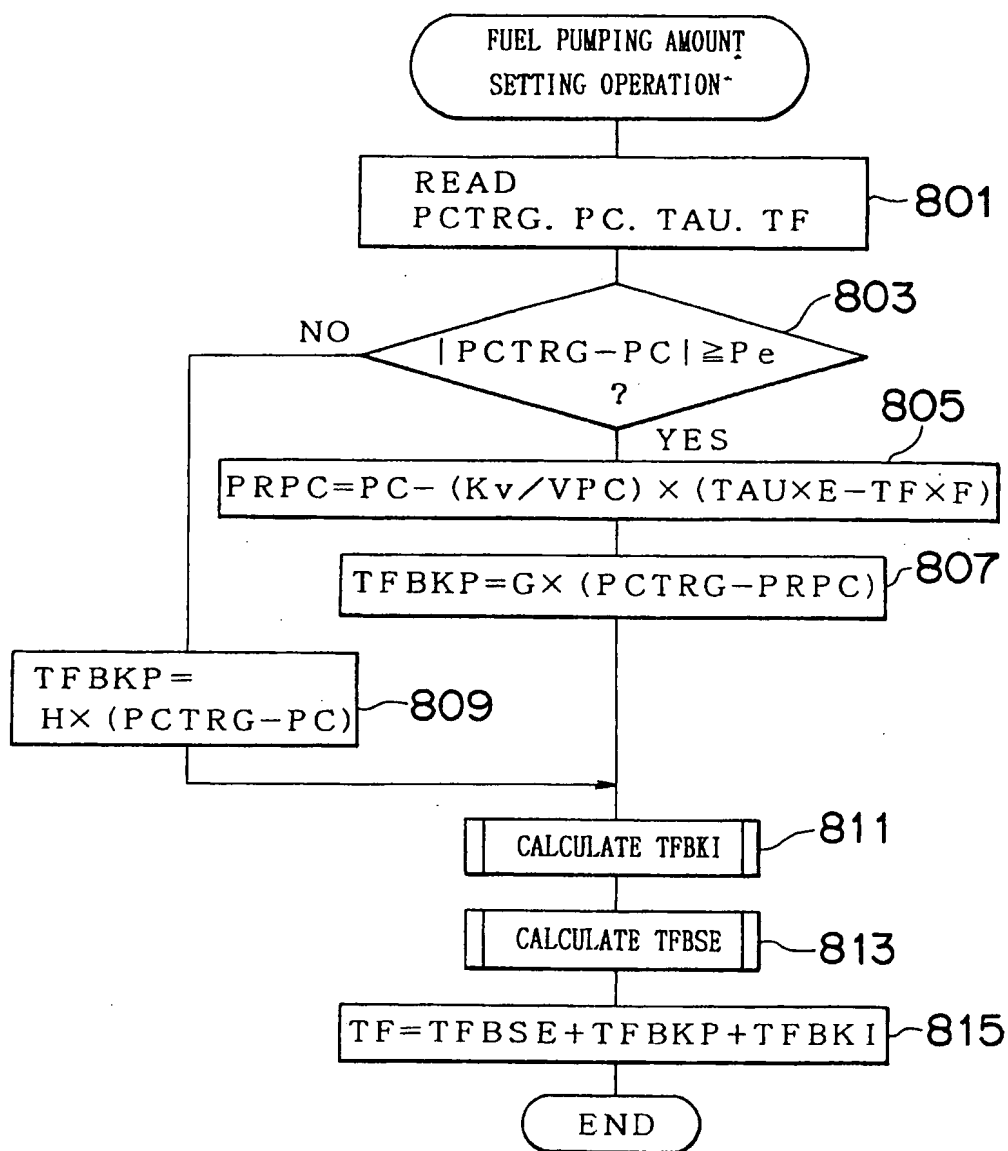 FUEL PUMPING AMOUNT
SETTING OPERATION
READ
PCTRG. PC. TAU. TF
801
803
NO
|PCTRG-PC|≧Pe
?
YES
805
PRPC=PC-(Kv/VPC)×(TAU×E-TF×F)
TFBKP=G×(PCTRG-PRPC)
807
TFBKP=
H×(PCTRG-PC)
809
CALCULATE TFBKI
811
CALCULATE TFBSE
813
TF=TFBSE+TFBKP+TFBKI
815
END